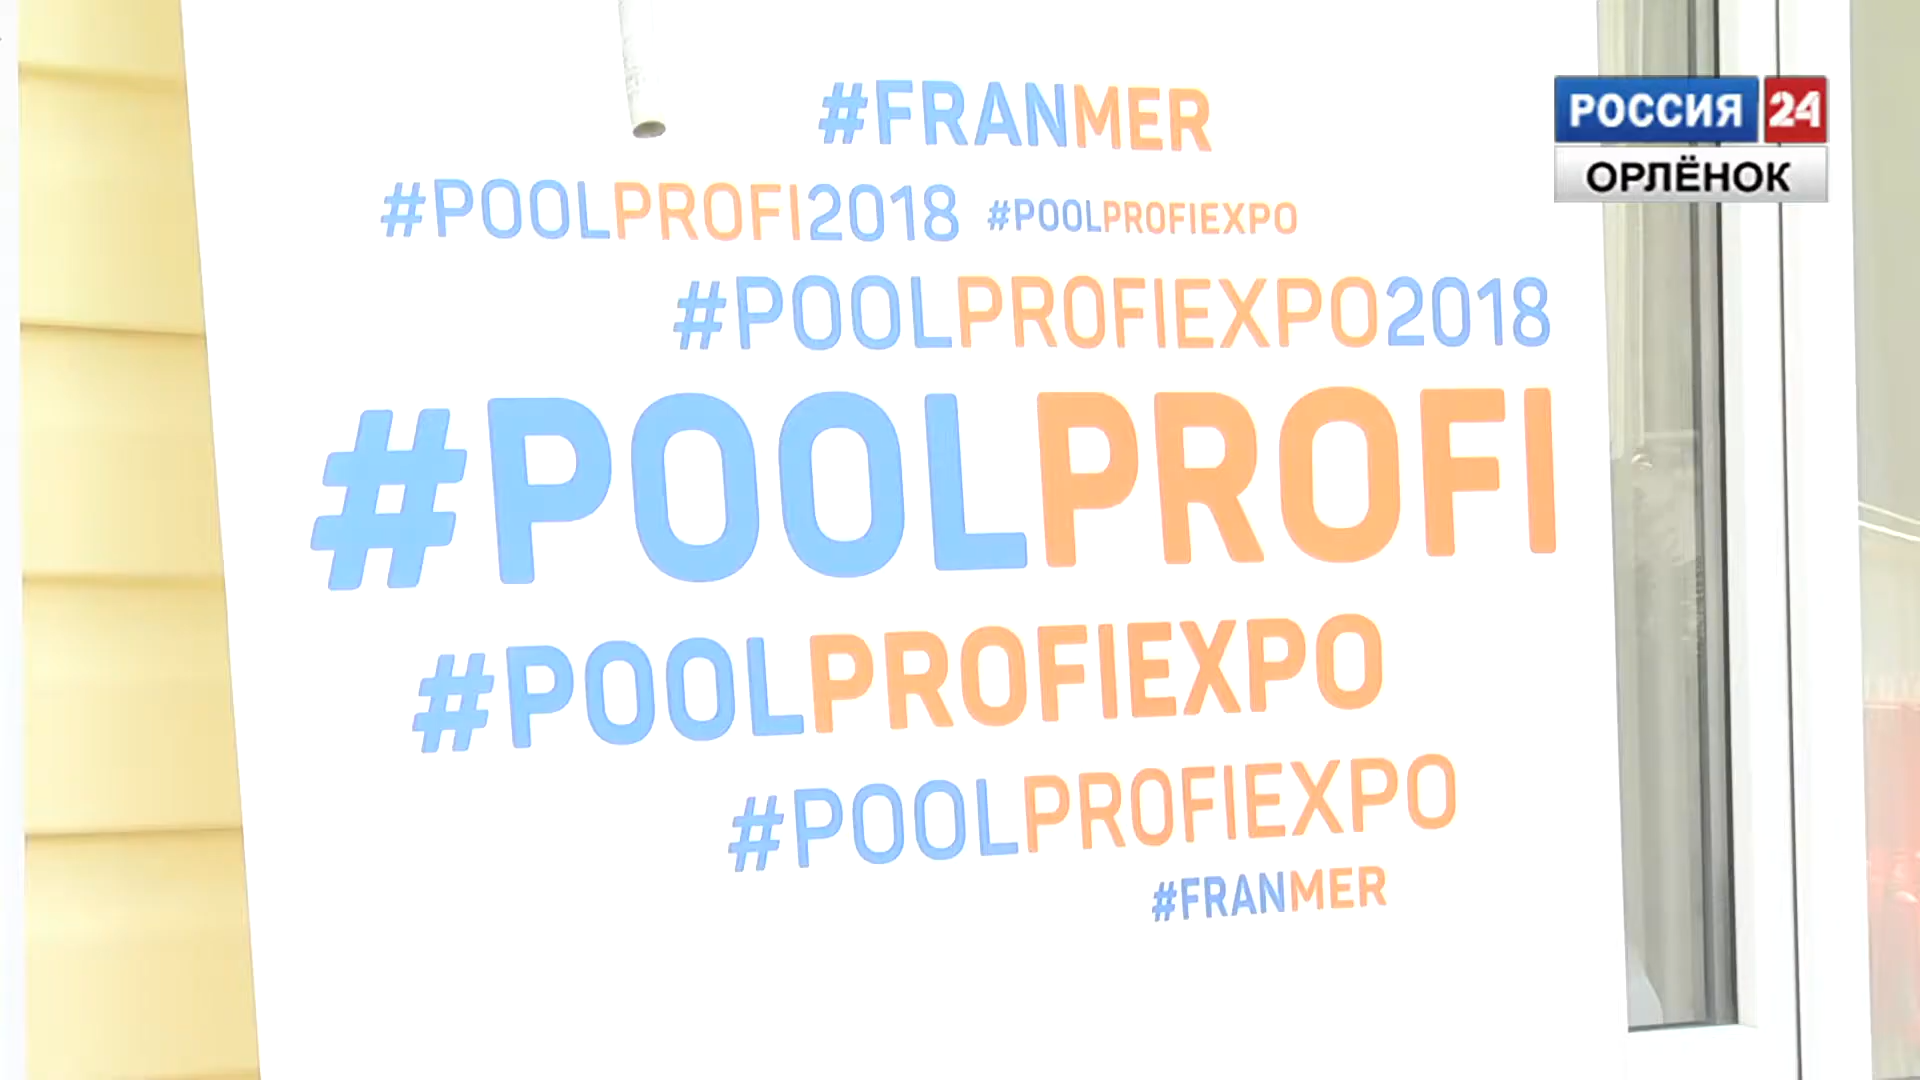 #FRANMER
РОССИЯ 24
ОРЛЁНОК
#POOLPROFI2018 #POOLPROFIEXPO
#POOLPROFIEXPO2018
#POOLPROFI
#POOLPROFIEXPO
#POOLPROFIEXPO
#FRANMER